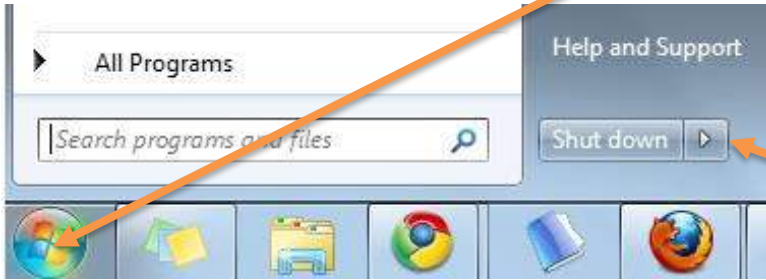 Help and Support
All Programs
Search programs and files
Shut down